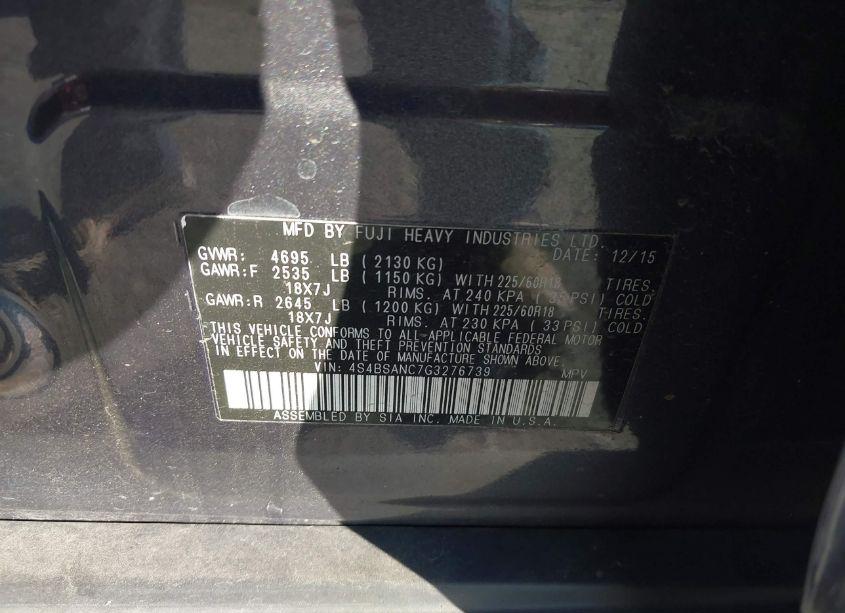 MFD BY FUJI HEAVY INDUSTRIES LTD.
GVWR: 4695 LB ( 2130 KG) DATE: 12/15
GAWR:F 2535 LB ( 1150 KG) WITH 225/60R18 TIRES.
18X7J RIMS. AT 240 KPA ( 35 PSI) COLD
GAWR:R 2645 LB ( 1200 KG) WITH 225/60R18 TIRES.
18X7J RIMS. AT 230 KPA ( 33 PSI) COLD
THIS VEHICLE CONFORMS TO ALL-APPLICABLE FEDERAL MOTOR
VEHICLE SAFETY AND THEFT PREVENTION STANDARDS
IN EFFECT ON THE DATE OF MANUFACTURE SHOWN ABOVE.
VIN: 4S4BSANC7G3276739 MPV
ASSEMBLED BY SIA INC. MADE IN U.S.A.